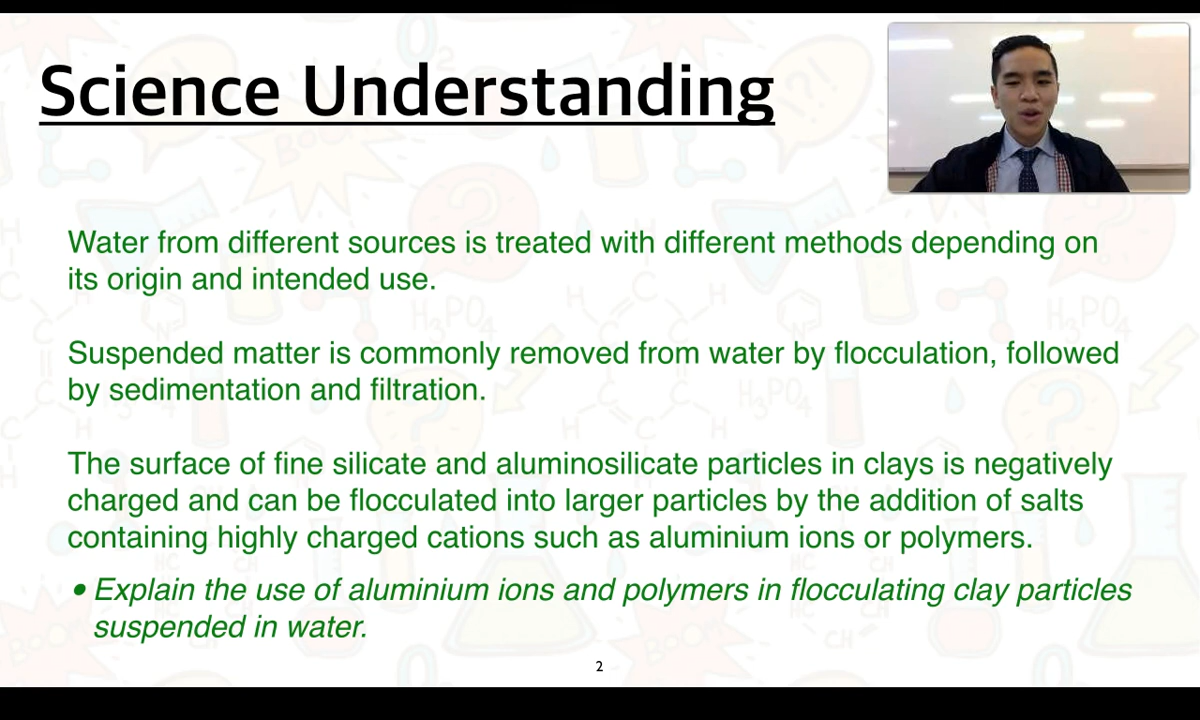 Science Understanding
Water from different sources is treated with different methods depending on
its origin and intended use.
Suspended matter is commonly removed from water by flocculation, followed
by sedimentation and filtration.
The surface of fine silicate and aluminosilicate particles in clays is negatively
charged and can be flocculated into larger particles by the addition of salts
containing highly charged cations such as aluminium ions or polymers.
• Explain the use of aluminium ions and polymers in flocculating clay particles
suspended in water.
2